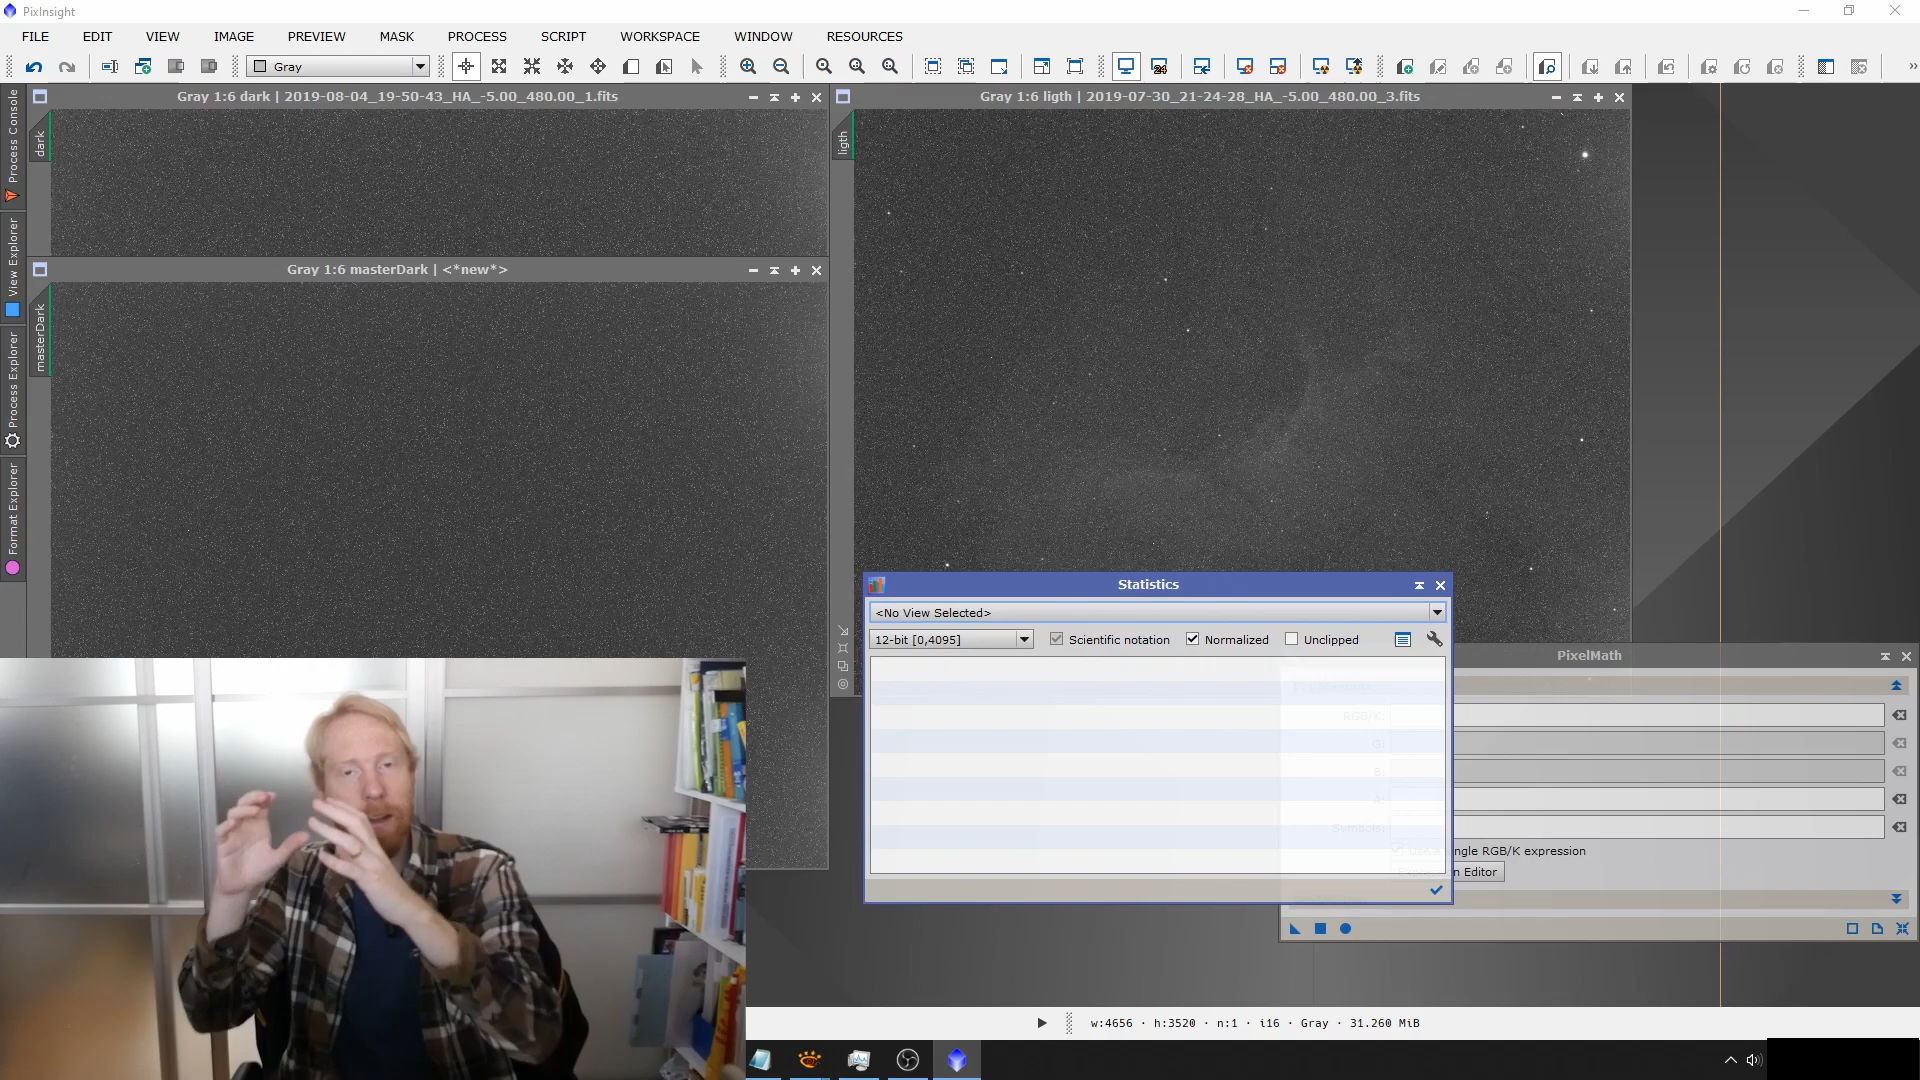 PixInsight
FILE EDIT VIEW IMAGE PREVIEW MASK PROCESS SCRIPT WORKSPACE WINDOW RESOURCES
Gray
24
Gray 1:6 dark | 2019-08-04_19-50-43_HA_-5.00_480.00_1.fits
Gray 1:6 ligth | 2019-07-30_21-24-28_HA_-5.00_480.00_3.fits
Process Console
dark
ligth
View Explorer
Gray 1:6 masterDark | <*new*>
masterDark
Process Explorer
Format Explorer
Statistics
<No View Selected>
12-bit [0,4095]
Scientific notation
Normalized
Unclipped
PixelMath
RGB/K:
G:
B:
A:
Symbols:
ngle RGB/K expression
n Editor
w:4656 · h:3520 · n:1 · i16 · Gray · 31.260 MiB